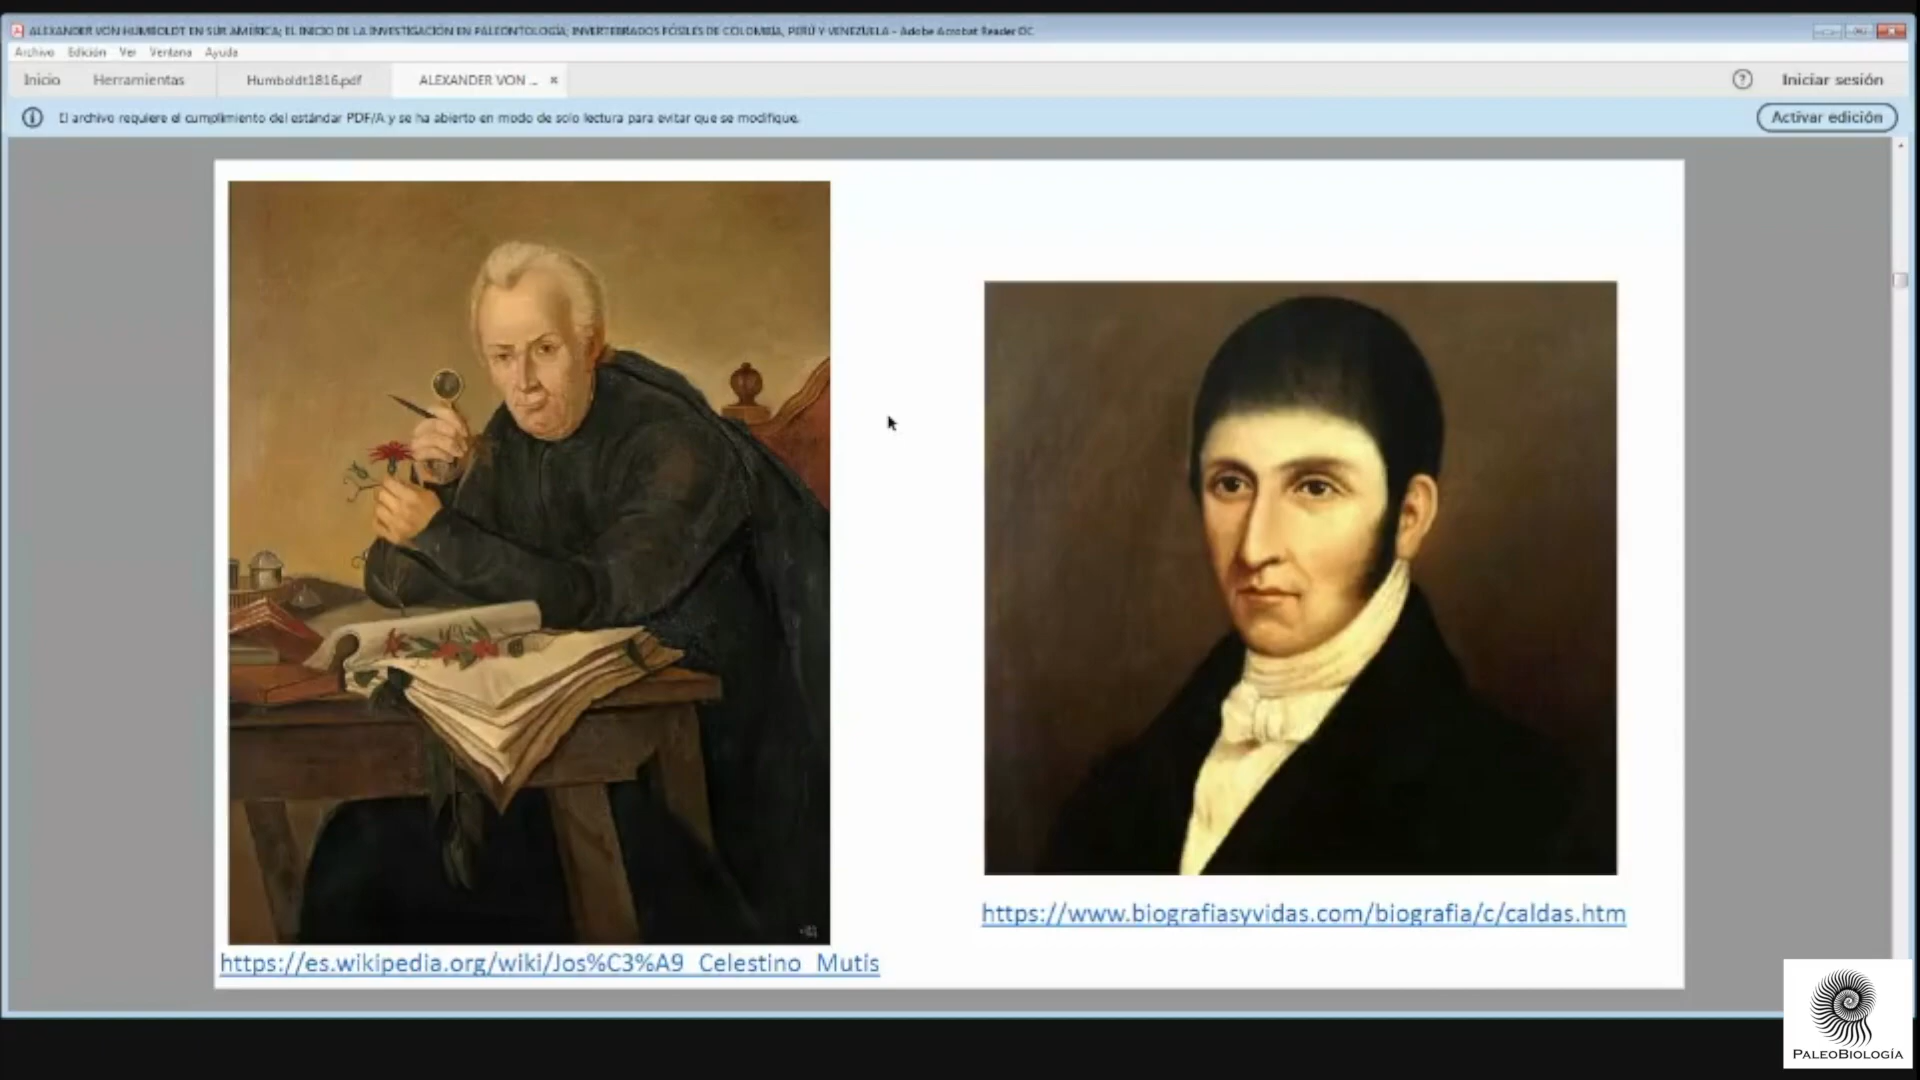 ALEXANDER VON HUMBOLDT EN SUR AMÉRICA; EL INICIO DE LA INVESTIGACIÓN EN PALEONTOLOGÍA; INVERTEBRADOS FÓSILES DE COLOMBIA, PERÚ Y VENEZUELA - Adobe Acrobat Reader DC
Archivo Edición Ver Ventana Ayuda
Inicio Herramientas Humboldt1816.pdf ALEXANDER VON ... × ? Iniciar sesión
El archivo requiere el cumplimiento del estándar PDF/A y se ha abierto en modo de solo lectura para evitar que se modifique. Activar edición
https://www.biografiasyvidas.com/biografia/c/caldas.htm
https://es.wikipedia.org/wiki/Jos%C3%A9_Celestino_Mutis
PALEOBIOLOGÍA